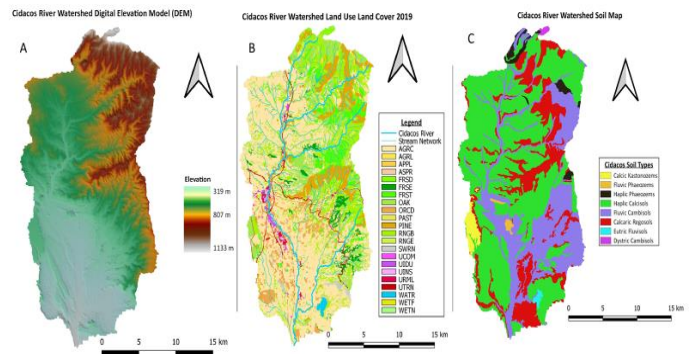 Cidacos River Watershed Digital Elevation Model (DEM)
A
Elevation
319 m
807 m
1133 m
0 5 10 15 km
Cidacos River Watershed Land Use Land Cover 2019
B
Legend
Cidacos River
Stream Network
AGRC
AGRL
APPL
ASPR
FRSD
FRSE
FRST
OAK
ORCD
PAST
PINE
RNGB
RNGE
SWRN
UCOM
UIDU
UINS
URML
UTRN
WATR
WETF
WETN
0 5 10 15 km
Cidacos River Watershed Soil Map
C
Cidacos Soil Types
Calcic Kastanozems
Fluvic Phaeozems
Haplic Phaeozems
Haplic Calcisols
Fluvic Cambisols
Calcaric Regosols
Eutric Fluvisols
Dystric Cambisols
0 5 10 15 km